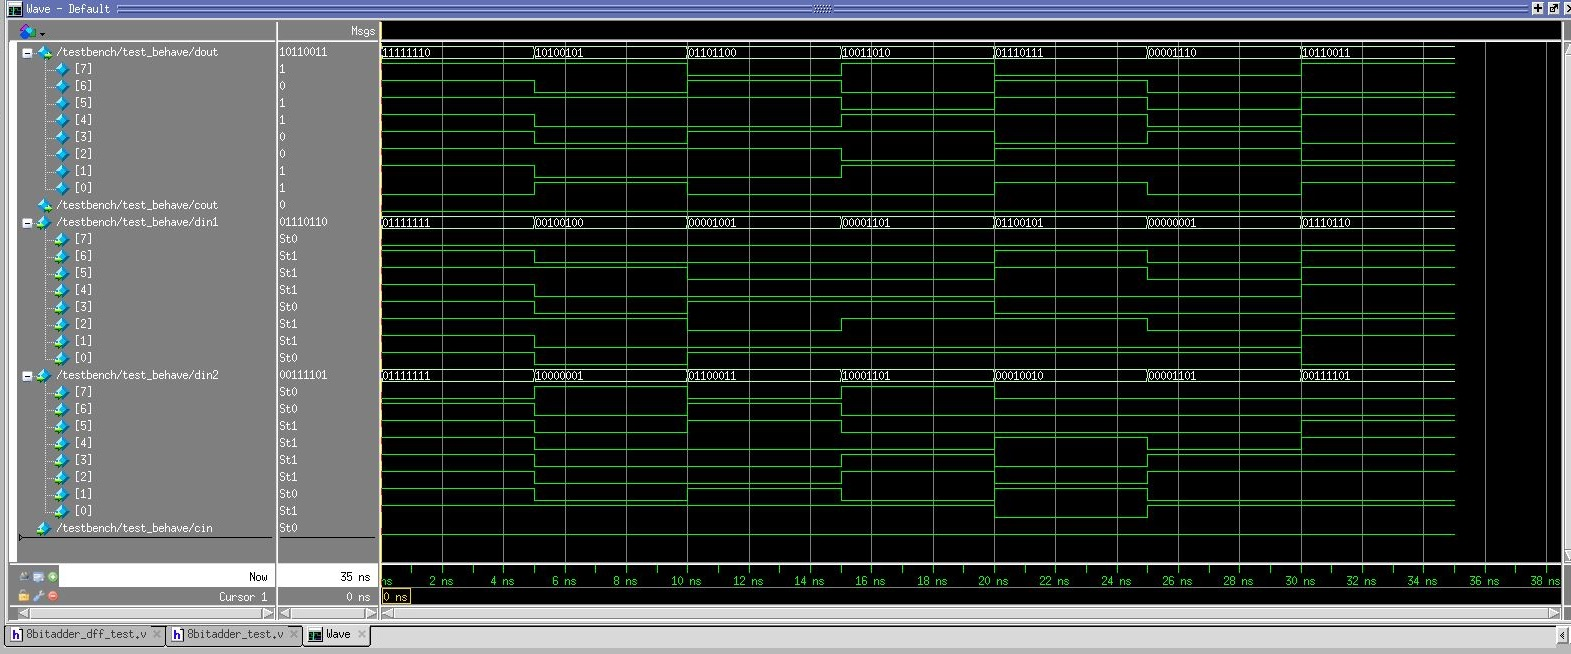 Wave - Default
Msgs
/testbench/test_behave/dout 10110011 11111110 10100101 01101100 10011010 01110111 00001110 10110011
[7] 1
[6] 0
[5] 1
[4] 1
[3] 0
[2] 0
[1] 1
[0] 1
/testbench/test_behave/cout 0
/testbench/test_behave/din1 01110110 01111111 00100100 00001001 00001101 01100101 00000001 01110110
[7] St0
[6] St1
[5] St1
[4] St1
[3] St0
[2] St1
[1] St1
[0] St0
/testbench/test_behave/din2 00111101 01111111 10000001 01100011 10001101 00010010 00001101 00111101
[7] St0
[6] St0
[5] St1
[4] St1
[3] St1
[2] St1
[1] St0
[0] St1
/testbench/test_behave/cin St0
Now 35 ns ns 2 ns 4 ns 6 ns 8 ns 10 ns 12 ns 14 ns 16 ns 18 ns 20 ns 22 ns 24 ns 26 ns 28 ns 30 ns 32 ns 34 ns 36 ns 38 ns
Cursor 1 0 ns 0 ns
8bitadder_dff_test.v 8bitadder_test.v Wave